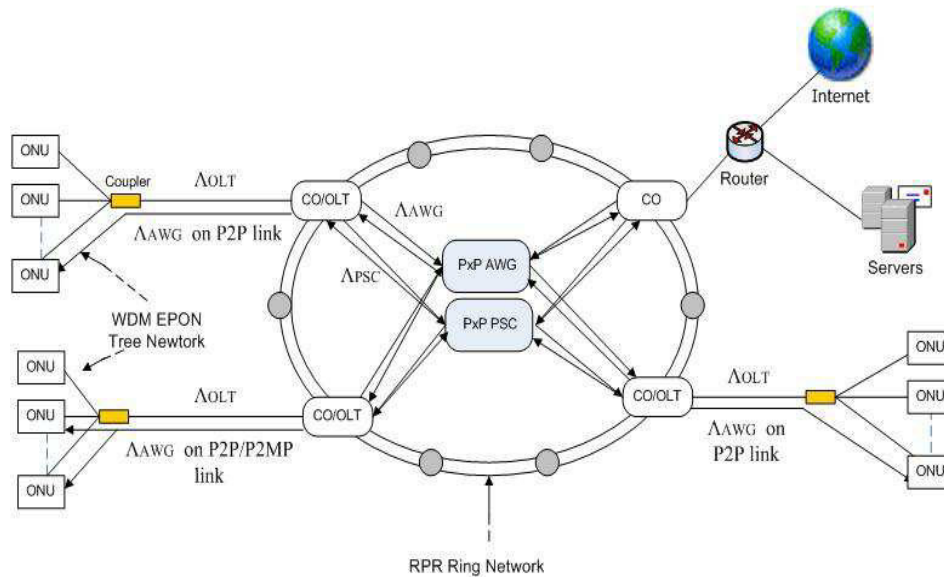 Internet
Router
Servers
ONU
ONU
ONU
Coupler
ΛOLT
ΛAWG on P2P link
CO/OLT
ΛAWG
ΛPSC
CO
PxP AWG
PxP PSC
WDM EPON
Tree Newtork
ONU
ONU
ONU
ΛOLT
ΛAWG on P2P/P2MP
link
CO/OLT
CO/OLT
ΛOLT
ΛAWG on
P2P link
ONU
ONU
ONU
RPR Ring Network